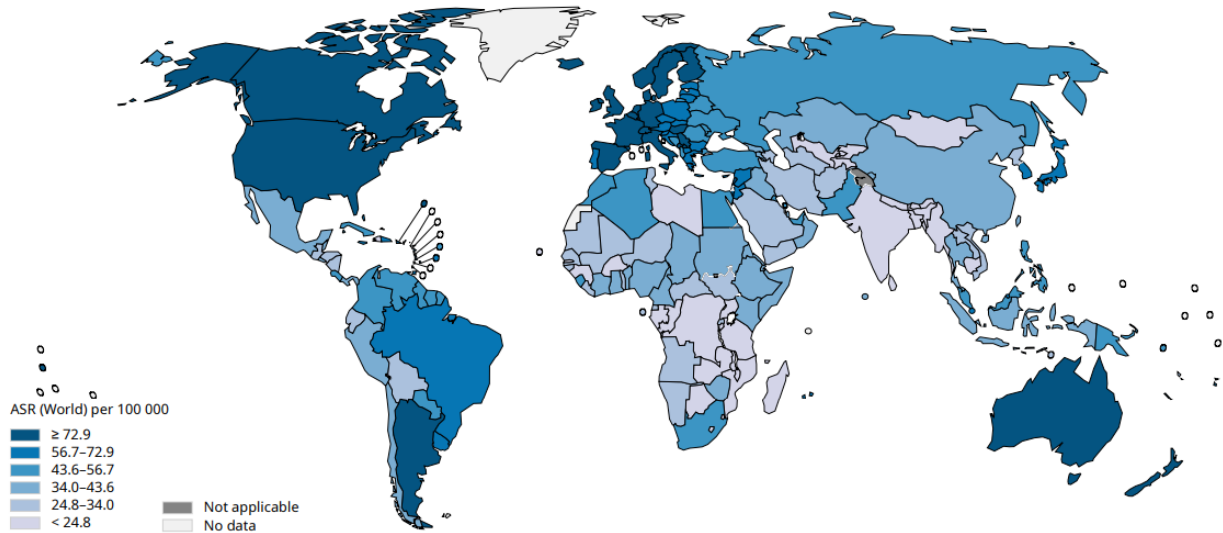 ASR (World) per 100 000
≥ 72.9
56.7–72.9
43.6–56.7
34.0–43.6
24.8–34.0
< 24.8
Not applicable
No data